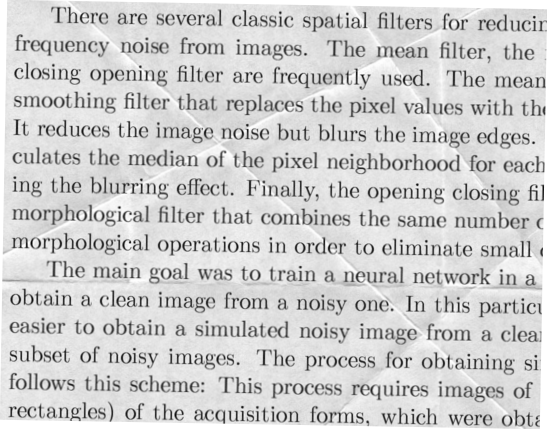 There are several classic spatial filters for reducin
frequency noise from images. The mean filter, the
closing opening filter are frequently used. The mean
smoothing filter that replaces the pixel values with the
It reduces the image noise but blurs the image edges.
culates the median of the pixel neighborhood for each
ing the blurring effect. Finally, the opening closing fil
morphological filter that combines the same number o
morphological operations in order to eliminate small
The main goal was to train a neural network in a
obtain a clean image from a noisy one. In this particu
easier to obtain a simulated noisy image from a clea
subset of noisy images. The process for obtaining si
follows this scheme: This process requires images of
rectangles) of the acquisition forms, which were obta